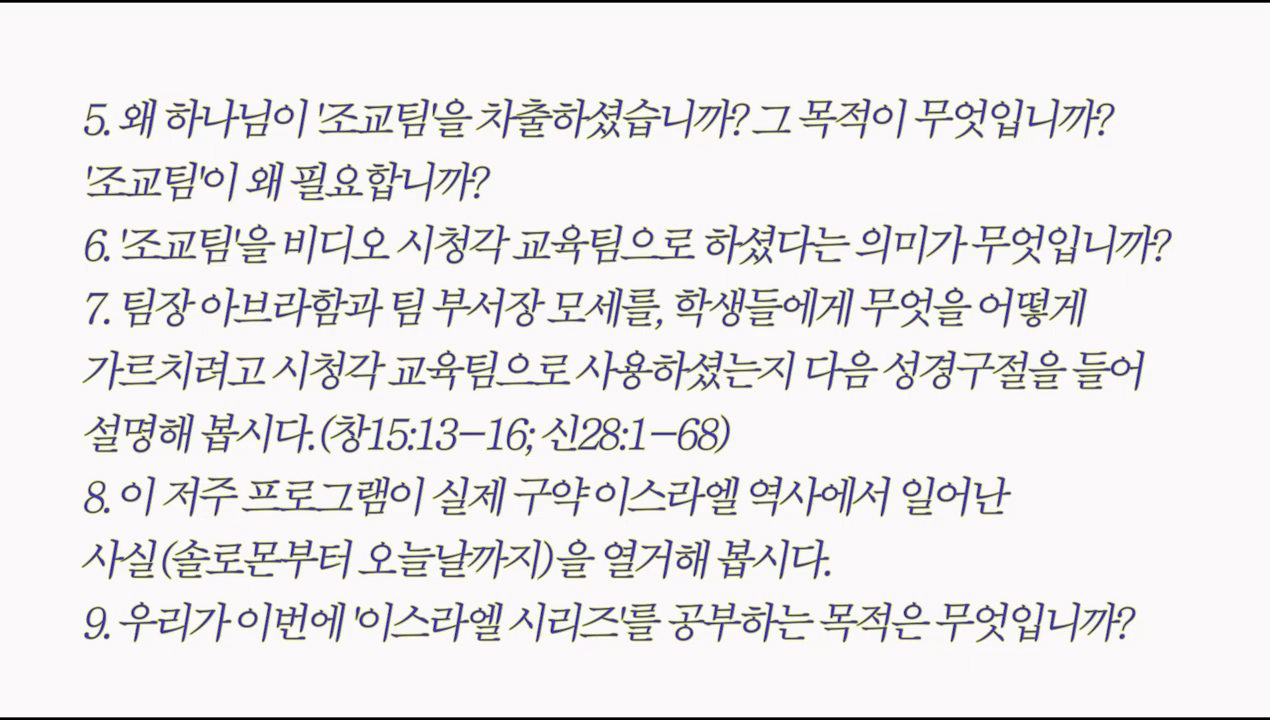 5. 왜 하나님이 '조교팀'을 차출하셨습니까? 그 목적이 무엇입니까?
'조교팀'이 왜 필요합니까?
6. '조교팀'을 비디오 시청각 교육팀으로 하셨다는 의미가 무엇입니까?
7. 팀장 아브라함과 팀 부서장 모세를, 학생들에게 무엇을 어떻게
가르치려고 시청각 교육팀으로 사용하셨는지 다음 성경구절을 들어
설명해 봅시다.(창15:13-16; 신28:1-68)
8. 이 저주 프로그램이 실제 구약 이스라엘 역사에서 일어난
사실(솔로몬부터 오늘날까지)을 열거해 봅시다.
9. 우리가 이번에 '이스라엘 시리즈'를 공부하는 목적은 무엇입니까?